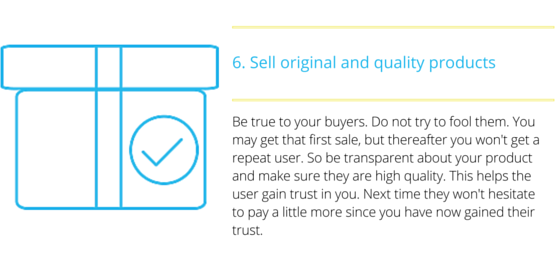 6. Sell original and quality products
Be true to your buyers. Do not try to fool them. You
may get that first sale, but thereafter you won't get a
repeat user. So be transparent about your product
and make sure they are high quality. This helps the
user gain trust in you. Next time they won't hesitate
to pay a little more since you have now gained their
trust.